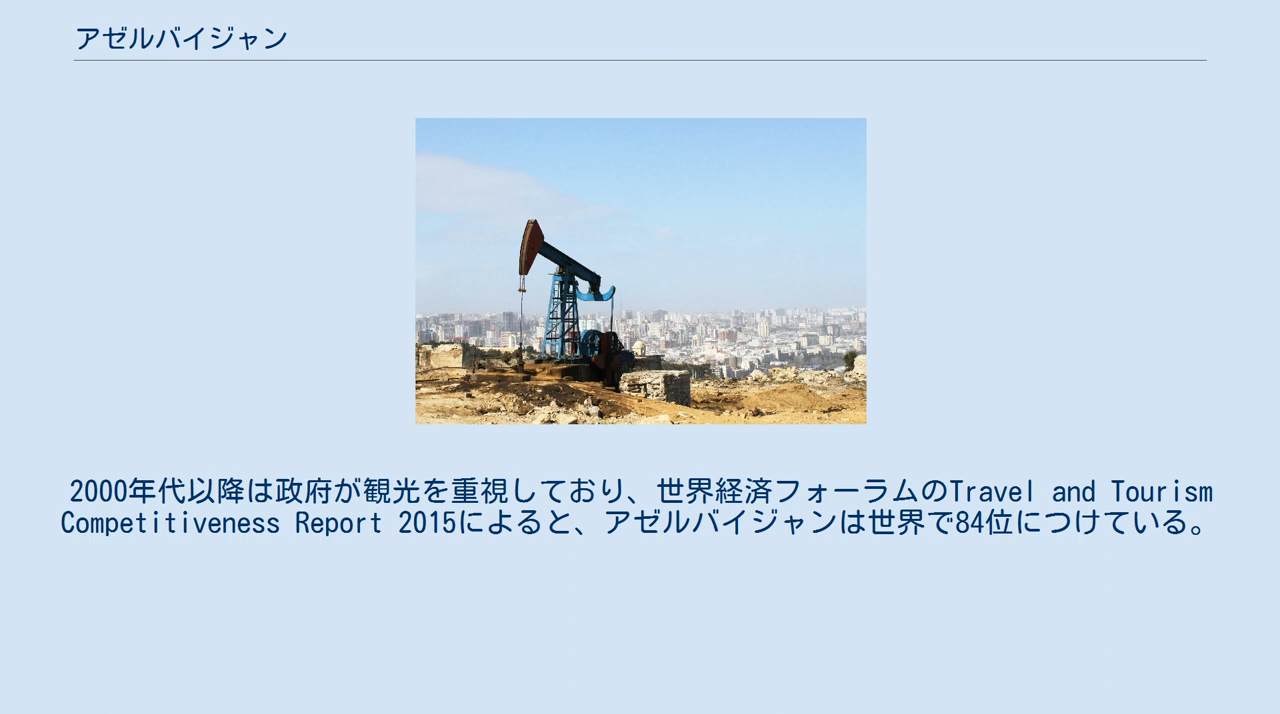 アゼルバイジャン
2000年代以降は政府が観光を重視しており、世界経済フォーラムのTravel and Tourism
Competitiveness Report 2015によると、アゼルバイジャンは世界で84位につけている。